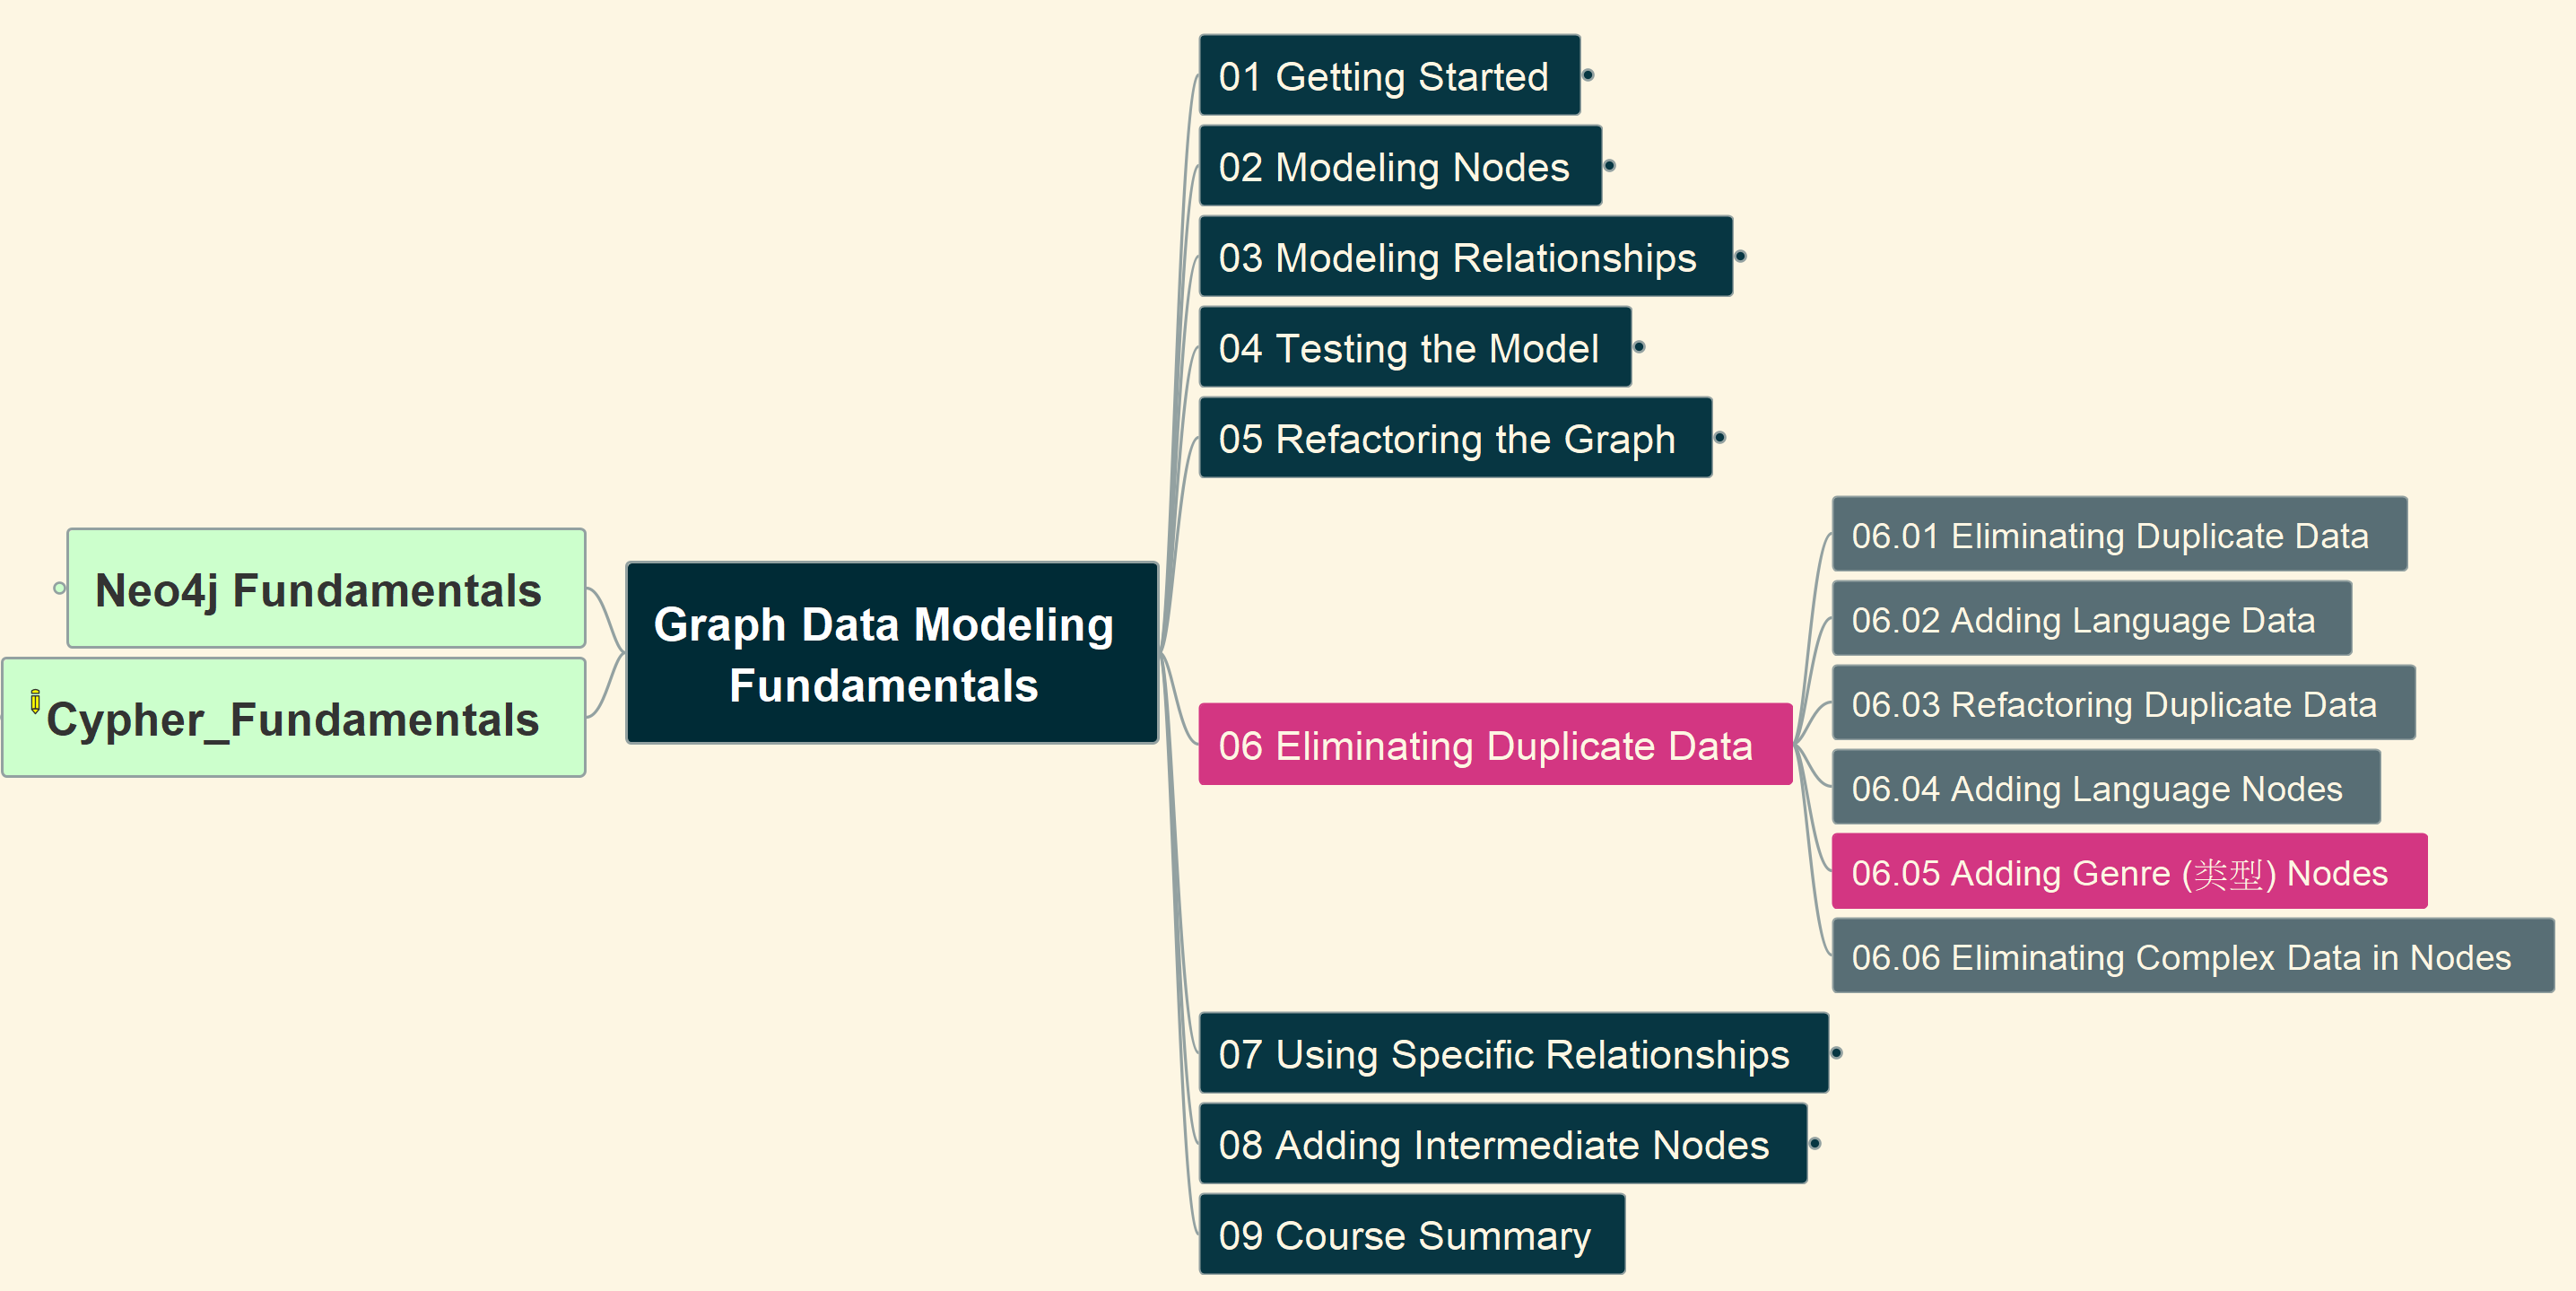 Neo4j Fundamentals
Cypher_Fundamentals
Graph Data Modeling
Fundamentals
01 Getting Started
02 Modeling Nodes
03 Modeling Relationships
04 Testing the Model
05 Refactoring the Graph
06 Eliminating Duplicate Data
06.01 Eliminating Duplicate Data
06.02 Adding Language Data
06.03 Refactoring Duplicate Data
06.04 Adding Language Nodes
06.05 Adding Genre (类型) Nodes
06.06 Eliminating Complex Data in Nodes
07 Using Specific Relationships
08 Adding Intermediate Nodes
09 Course Summary